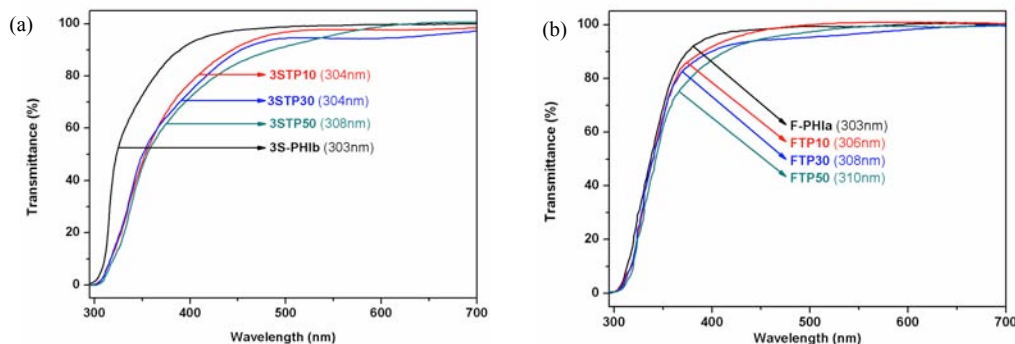 (a)
100
80
60
40
20
0
Transmittance (%)
3STP10 (304nm)
3STP30 (304nm)
3STP50 (308nm)
3S-PHIb (303nm)
300
400
500
600
700
Wavelength (nm)
(b)
100
80
60
40
20
0
Transmittance (%)
F-PHIa (303nm)
FTP10 (306nm)
FTP30 (308nm)
FTP50 (310nm)
300
400
500
600
700
Wavelength (nm)